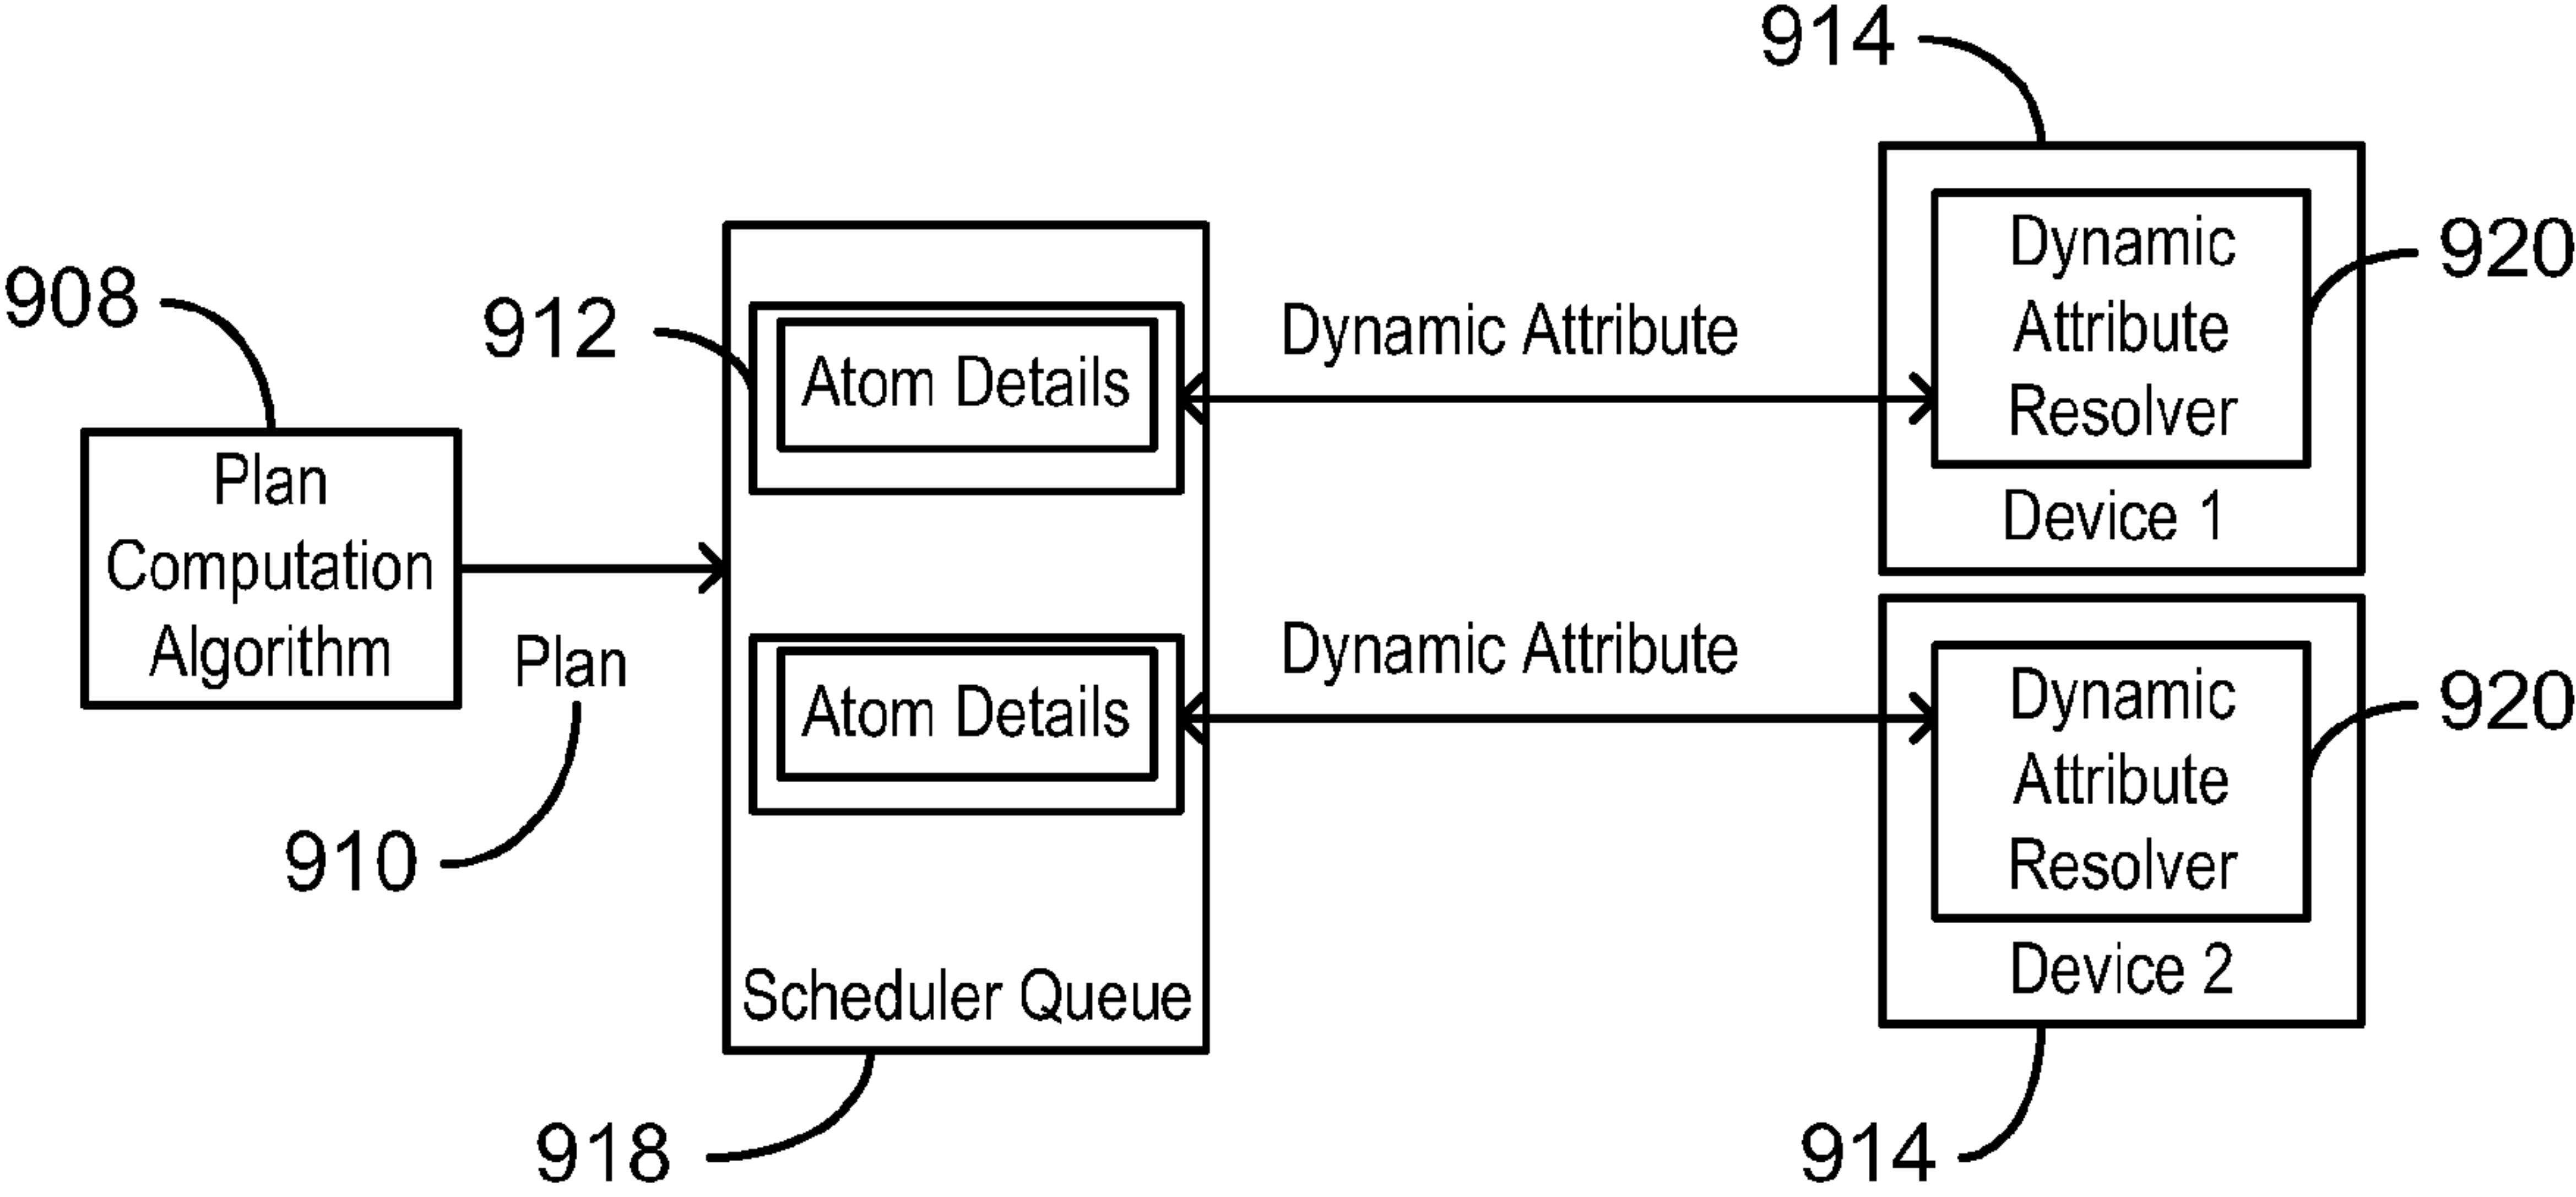 914
908
912
Plan
Computation
Algorithm
Plan
910
Atom Details
Atom Details
Scheduler Queue
918
Dynamic Attribute
Dynamic Attribute
Dynamic
Attribute
Resolver
Device 1
920
Dynamic
Attribute
Resolver
Device 2
920
914